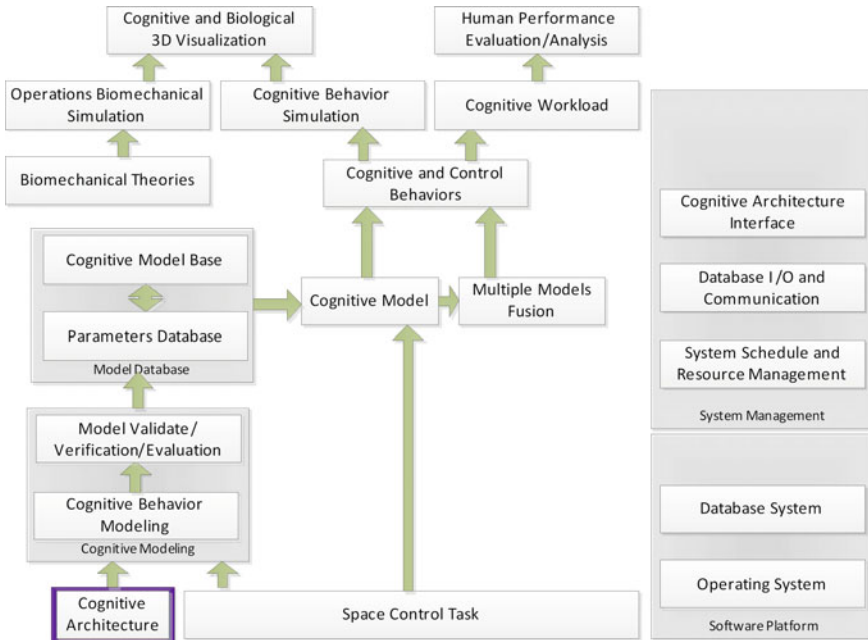 Cognitive and Biological
3D Visualization
Human Performance
Evaluation/Analysis
Operations Biomechanical
Simulation
Cognitive Behavior
Simulation
Cognitive Workload
Biomechanical Theories
Cognitive and Control
Behaviors
Cognitive Model Base
Parameters Database
Model Database
Cognitive Model
Multiple Models
Fusion
Model Validate/
Verification/Evaluation
Cognitive Behavior
Modeling
Cognitive Modeling
Cognitive
Architecture
Space Control Task
Cognitive Architecture
Interface
Database I/O and
Communication
System Schedule and
Resource Management
System Management
Database System
Operating System
Software Platform